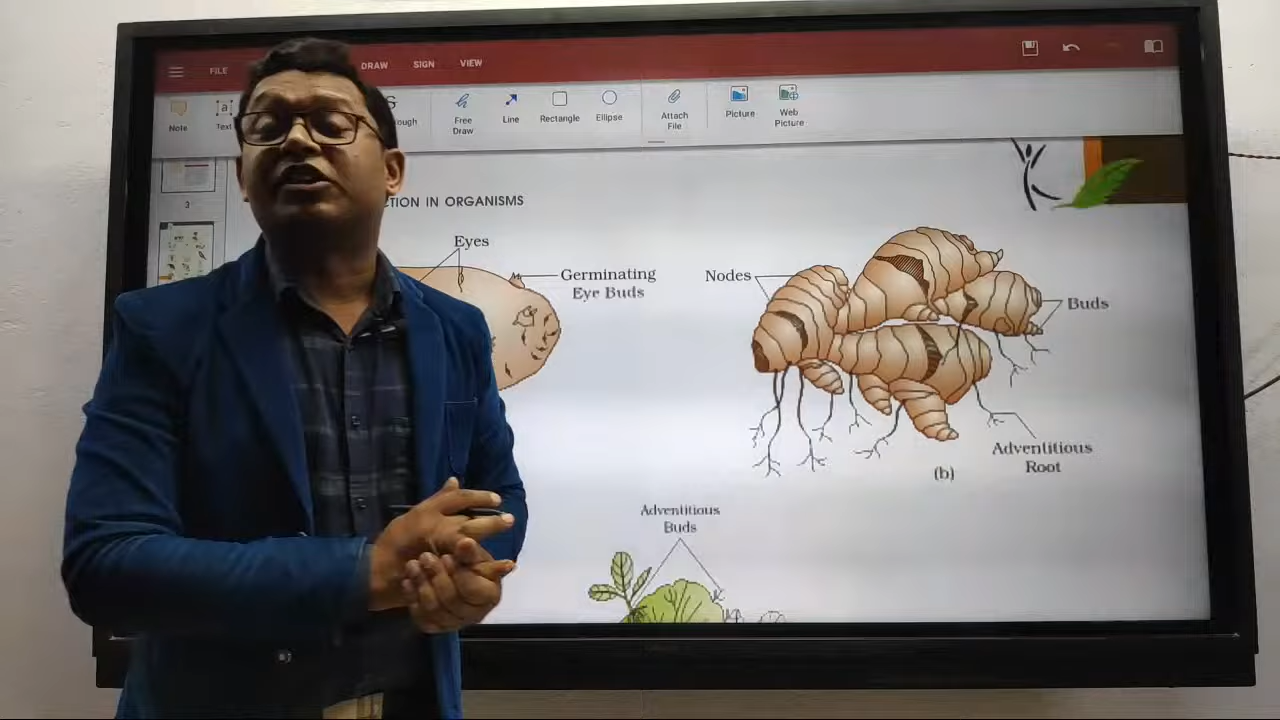 FILE
DRAW
SIGN
VIEW
Note
Text
Free
Draw
Line
Rectangle
Ellipse
Attach
File
Picture
Web
Picture
3
IN ORGANISMS
Eyes
Germinating
Eye Buds
Nodes
Buds
Adventitious
Root
(b)
Adventitious
Buds